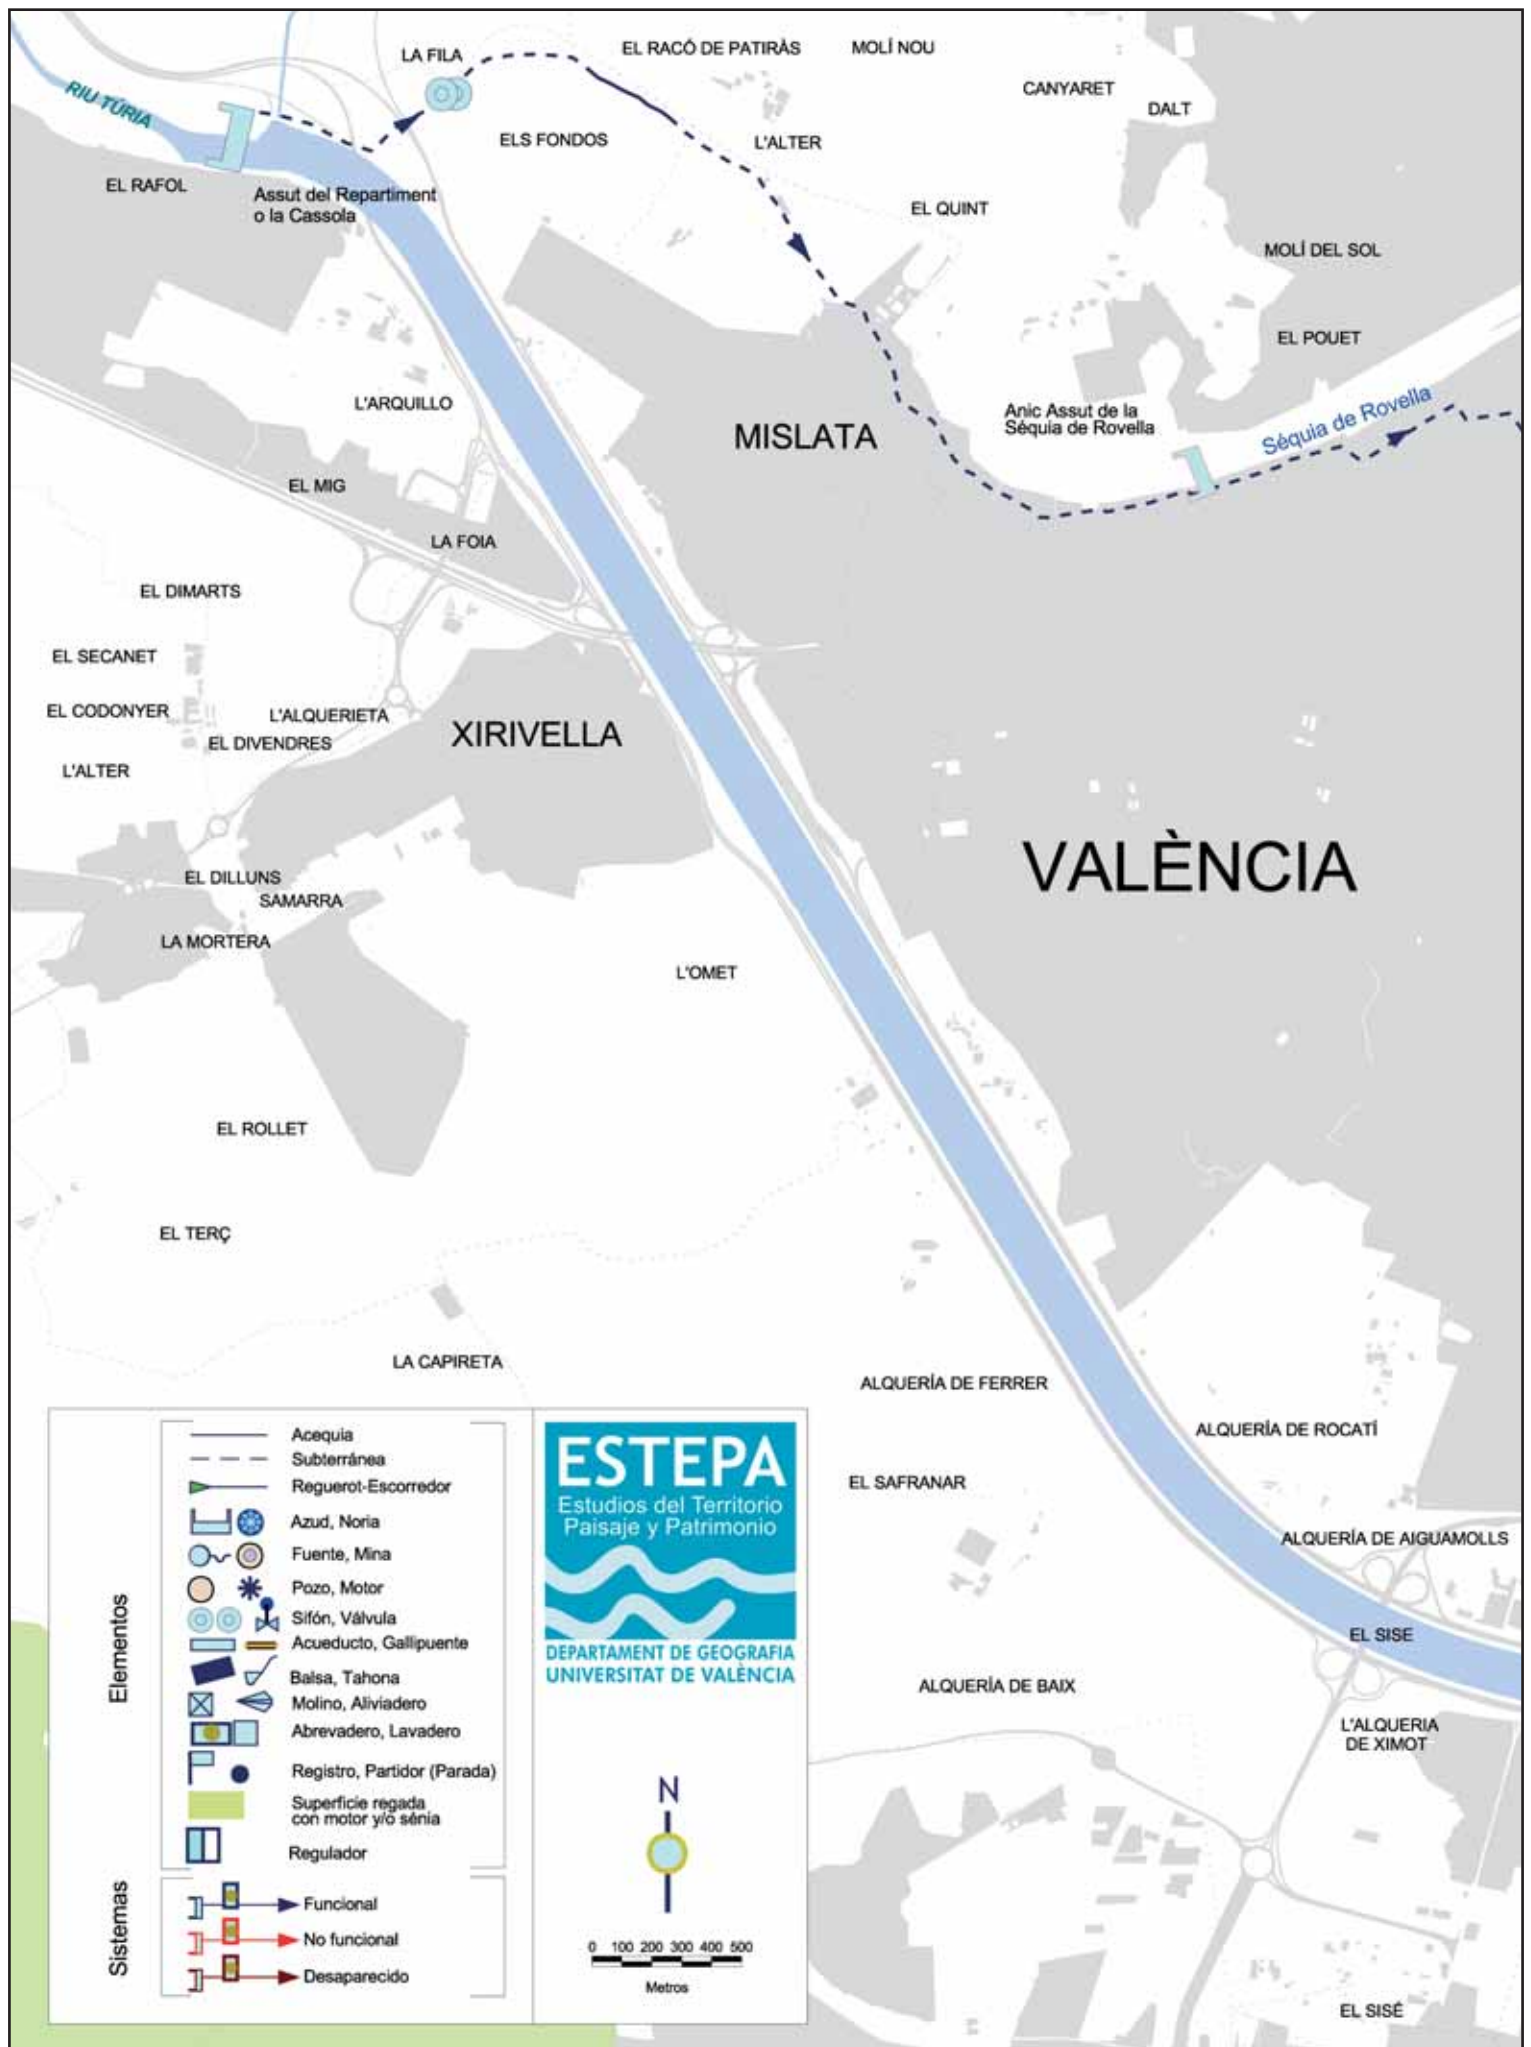 LA FILA
EL RACÓ DE PATIRÀS
MOLÍ NOU
CANYARET
DALT
RIU TÚRIA
ELS FONDOS
L'ALTER
EL RAFOL
Assut del Repartiment
o la Cassola
EL QUINT
MOLÍ DEL SOL
EL POUET
L'ARQUILLO
MISLATA
Anic Assut de la
Séquia de Rovella
Séquia de Rovella
EL MIG
LA FOIA
EL DIMARTS
EL SECANET
EL CODONYER
L'ALQUERIETA
EL DIVENDRES
XIRIVELLA
L'ALTER
VALÈNCIA
EL DILLUNS
SAMARRA
LA MORTERA
L'OMET
EL ROLLET
EL TERÇ
LA CAPIRETA
ALQUERÍA DE FERRER
ALQUERÍA DE ROCATÍ
EL SAFRANAR
ALQUERÍA DE AIGUAMOLLS
EL SISE
ALQUERÍA DE BAIX
L'ALQUERIA
DE XIMOT
EL SISÉ
Elementos
Acequia
Subterránea
Reguerot-Escorredor
Azud, Noria
Fuente, Mina
Pozo, Motor
Sifón, Válvula
Acueducto, Gallipuente
Balsa, Tahona
Molino, Aliviadero
Abrevadero, Lavadero
Registro, Partidor (Parada)
Superficie regada
con motor y/o sénia
Regulador
Sistemas
Funcional
No funcional
Desaparecido
ESTEPA
Estudios del Territorio
Paisaje y Patrimonio
DEPARTAMENT DE GEOGRAFIA
UNIVERSITAT DE VALÈNCIA
N
0 100 200 300 400 500
Metros